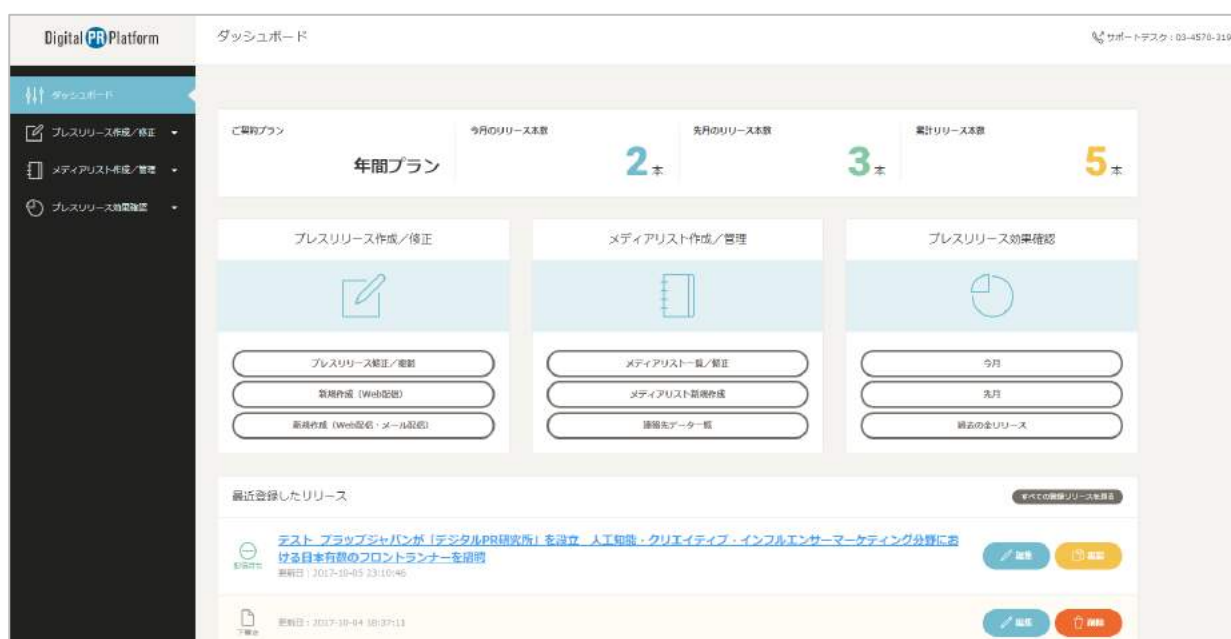 Digital PR Platform
ダッシュボード
サポートデスク：03-4570-319
ダッシュボード
プレスリリース作成／修正
メディアリスト作成／管理
プレスリリース効果確認
ご契約プラン
今月のリリース本数
先月のリリース本数
累計リリース本数
年間プラン
2本
3本
5本
プレスリリース作成／修正
メディアリスト作成／管理
プレスリリース効果確認
プレスリリース修正／複製
メディアリスト一覧／修正
今月
新規作成（Web配信）
メディアリスト新規作成
先月
新規作成（Web配信・メール配信）
連絡先データ一覧
過去の全リリース
最近登録したリリース
すべての登録リリースを見る
テスト プラップジャパンが「デジタルPR研究所」を設立 人工知能・クリエイティブ・インフルエンサーマーケティング分野にお
ける日本有数のフロントランナーを招聘
更新日：2017-10-05 23:10:46
編集
複製
下書き
更新日：2017-10-04 18:37:11
編集
削除